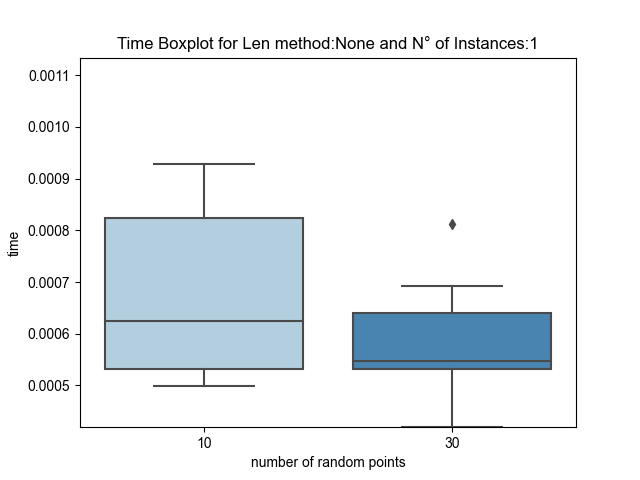 Time Boxplot for Len method:None and N° of Instances:1
0.0011
0.0010
0.0009
0.0008
0.0007
0.0006
0.0005
time
10 30
number of random points